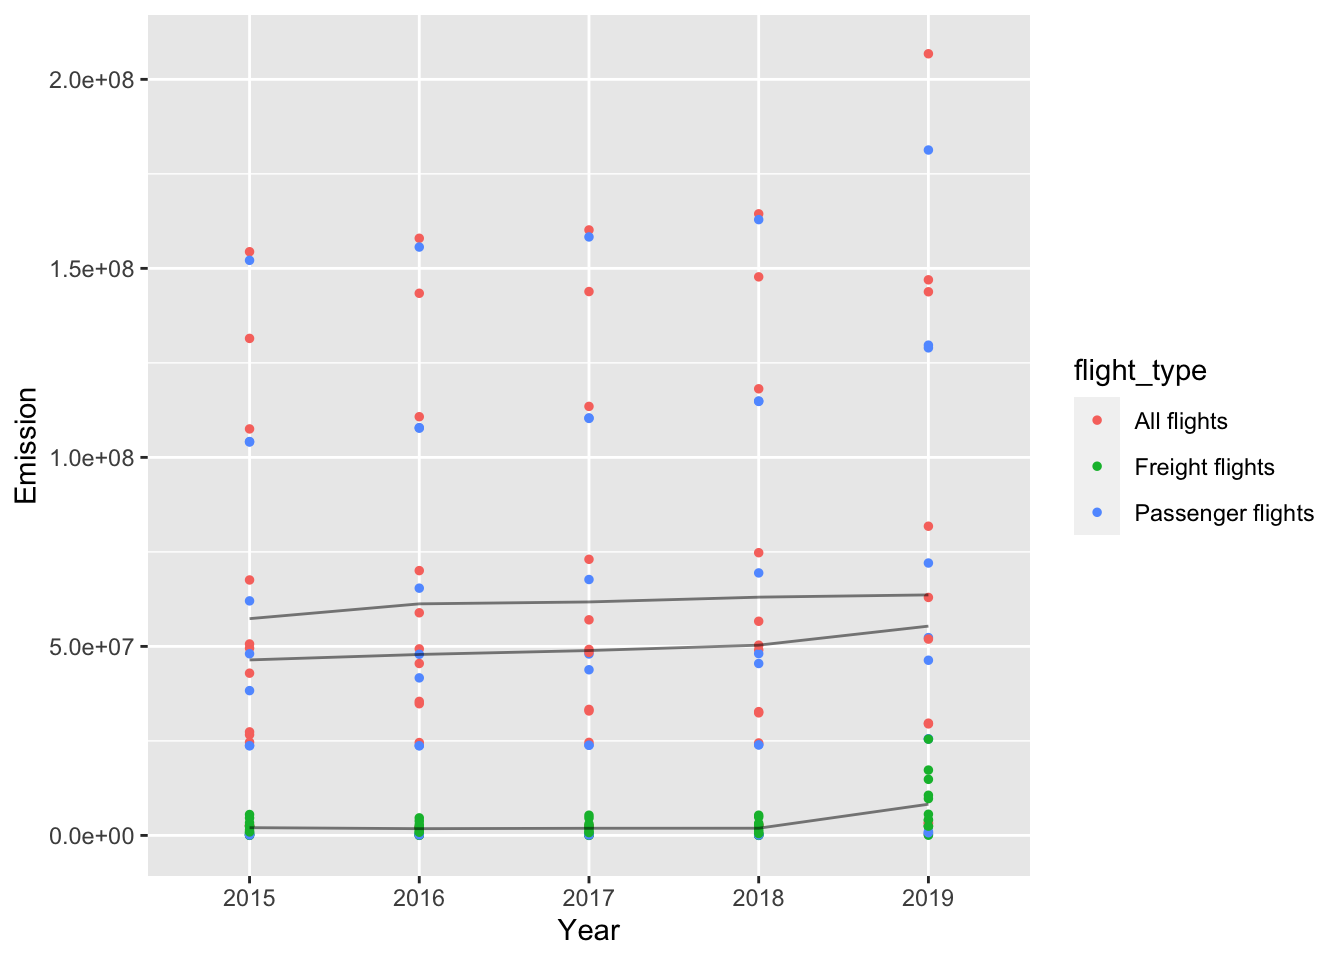 2.0e+08
1.5e+08
1.0e+08
5.0e+07
0.0e+00
Emission
2015 2016 2017 2018 2019
Year
flight_type
All flights
Freight flights
Passenger flights